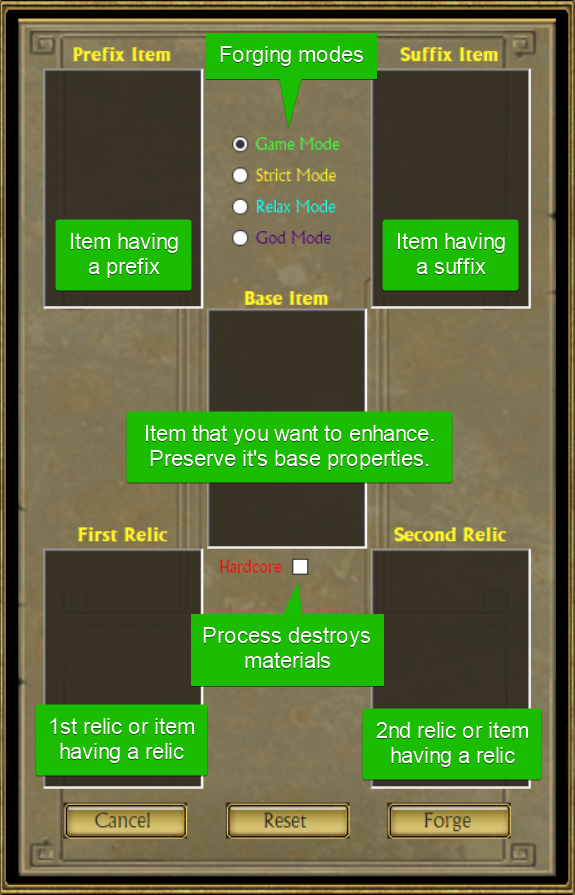 Forging modes
Prefix Item
Suffix Item
Game Mode
Strict Mode
Relax Mode
God Mode
Item having
a prefix
Item having
a suffix
Base Item
Item that you want to enhance.
Preserve it's base properties.
First Relic
Second Relic
Hardcore
Process destroys
materials
1st relic or item
having a relic
2nd relic or item
having a relic
Cancel
Reset
Forge